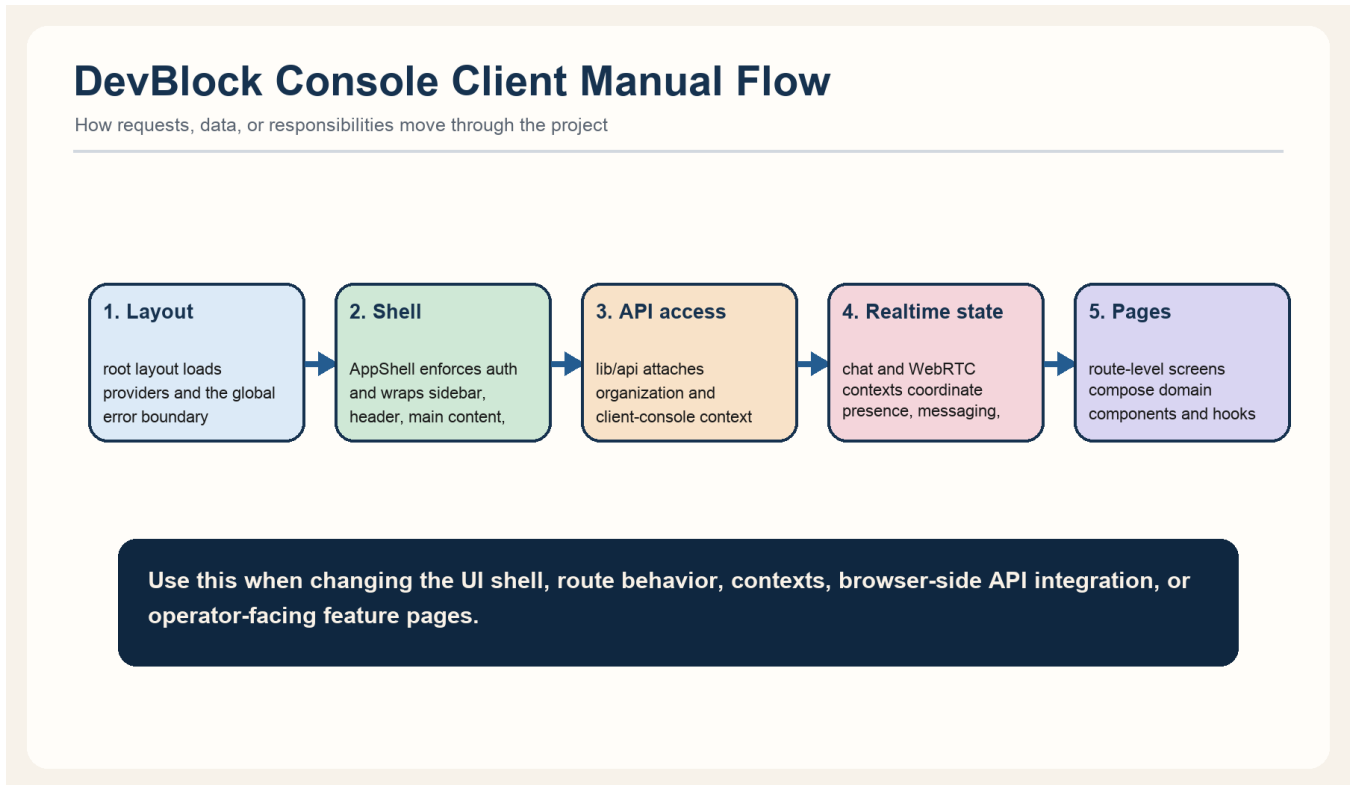 DevBlock Console Client Manual Flow
How requests, data, or responsibilities move through the project
1. Layout
root layout loads
providers and the global
error boundary
2. Shell
AppShell enforces auth
and wraps sidebar,
header, main content,
3. API access
lib/api attaches
organization and
client-console context
4. Realtime state
chat and WebRTC
contexts coordinate
presence, messaging,
5. Pages
route-level screens
compose domain
components and hooks
Use this when changing the UI shell, route behavior, contexts, browser-side API integration, or
operator-facing feature pages.